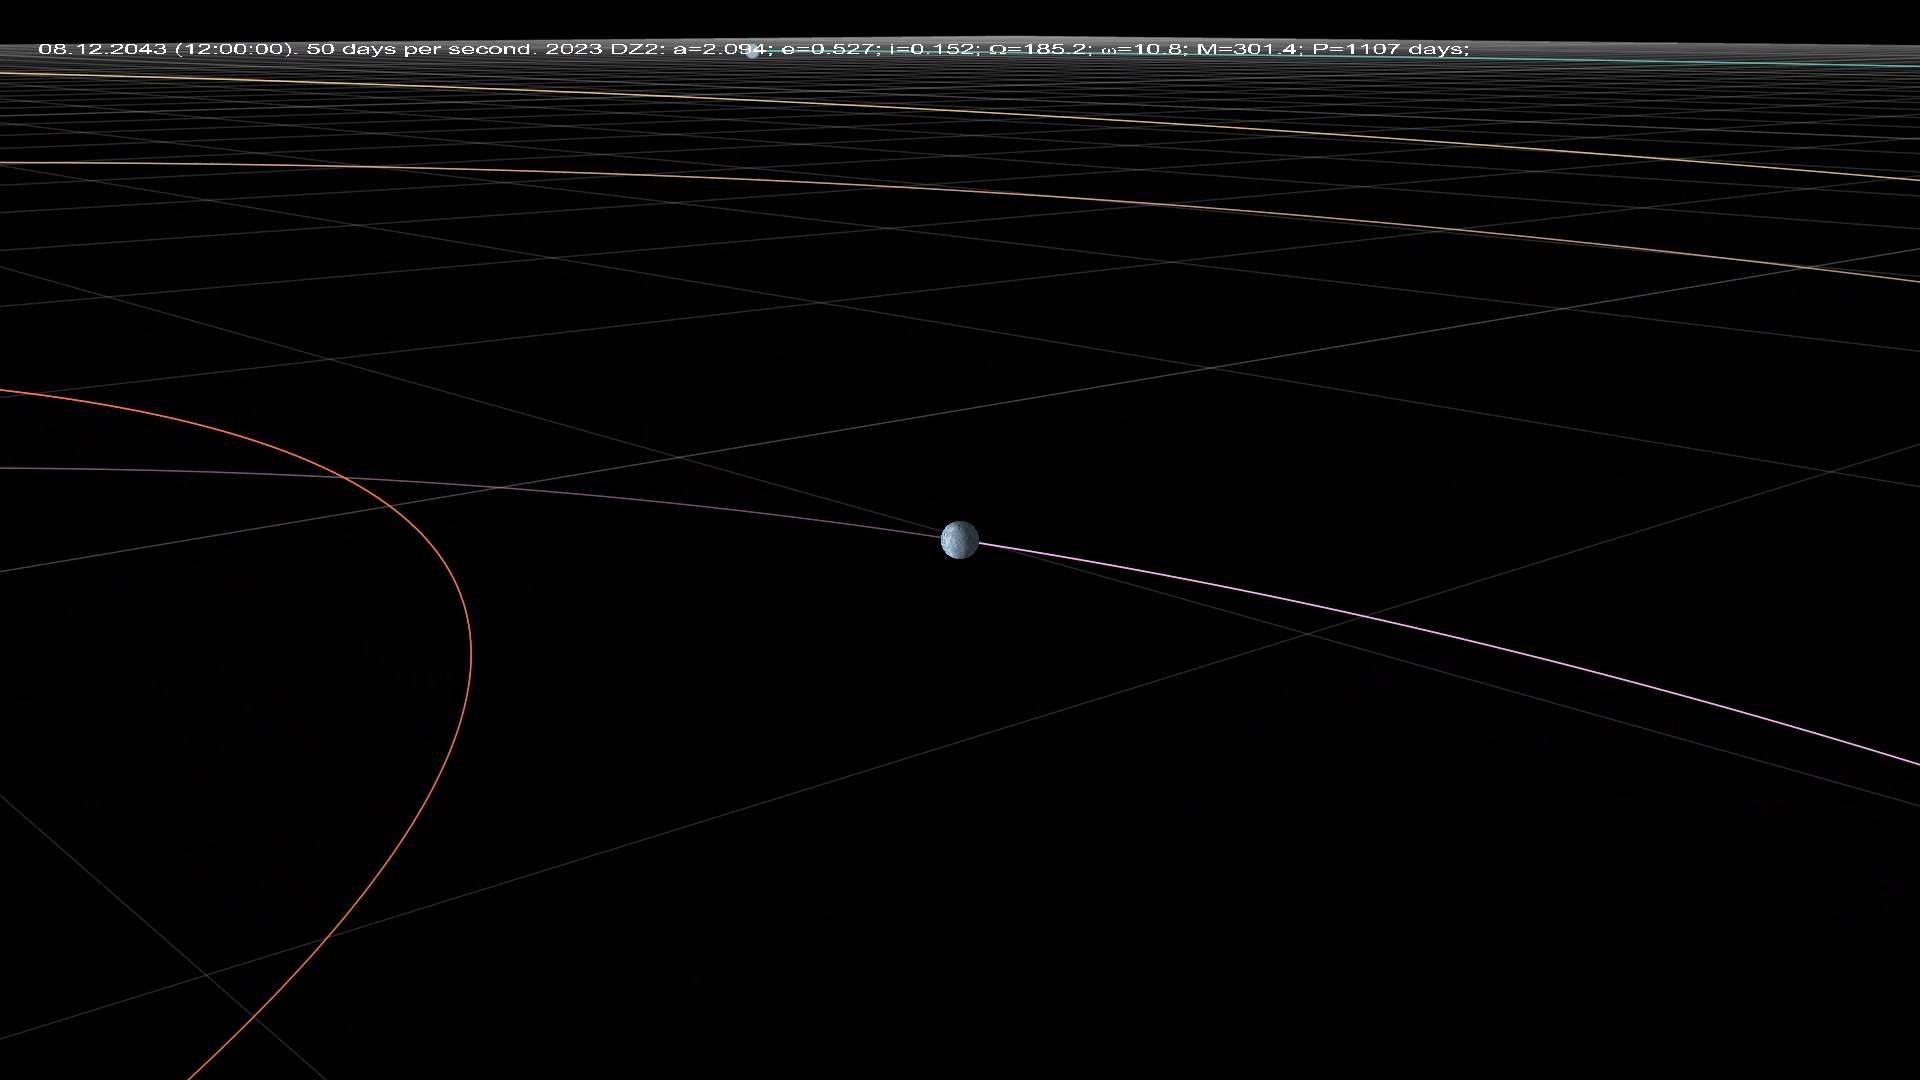 08.12.2043 (12:00:00). 50 days per second. 2023 DZ2: a=2.094; e=0.527; i=0.152; Ω=185.2; ω=10.8; M=301.4; P=1107 days;